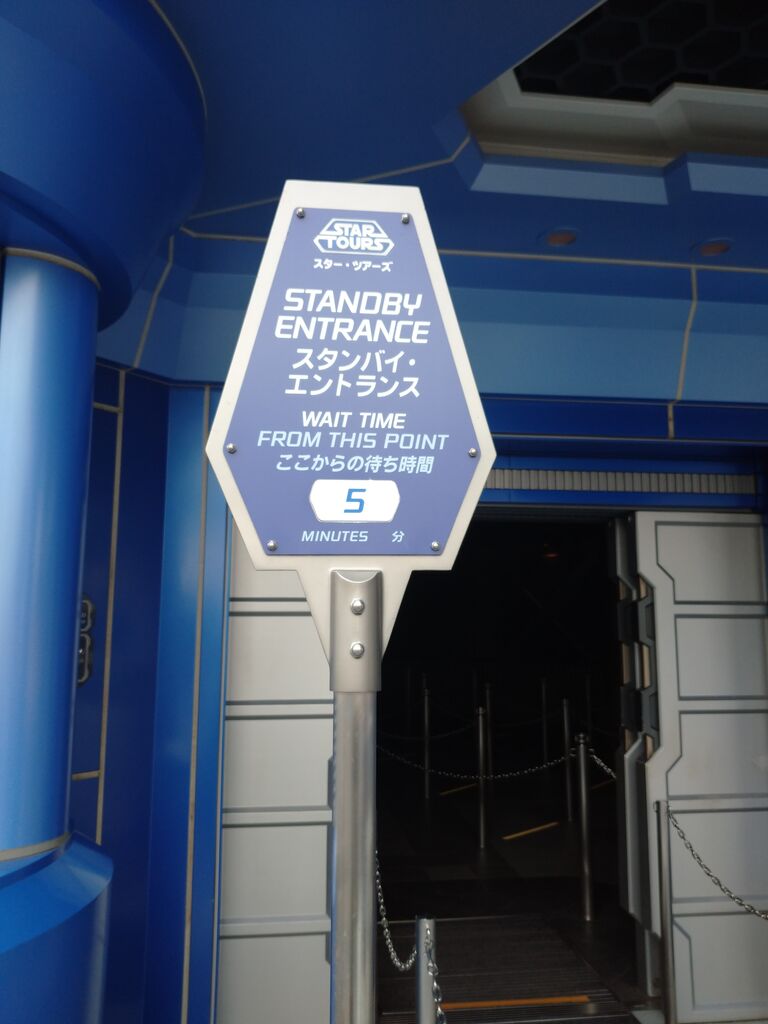 STAR
TOURS
スター・ツアーズ
STANDBY
ENTRANCE
スタンバイ・
エントランス
WAIT TIME
FROM THIS POINT
ここからの待ち時間
5
MINUTES 分